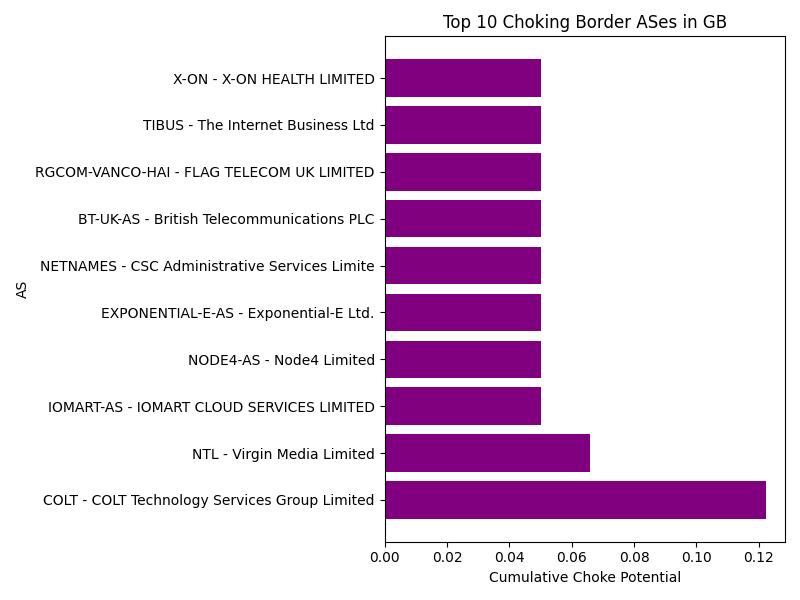 Top 10 Choking Border ASes in GB
X-ON - X-ON HEALTH LIMITED
TIBUS - The Internet Business Ltd
RGCOM-VANCO-HAI - FLAG TELECOM UK LIMITED
BT-UK-AS - British Telecommunications PLC
NETNAMES - CSC Administrative Services Limite
EXPONENTIAL-E-AS - Exponential-E Ltd.
NODE4-AS - Node4 Limited
IOMART-AS - IOMART CLOUD SERVICES LIMITED
NTL - Virgin Media Limited
COLT - COLT Technology Services Group Limited
AS
0.00 0.02 0.04 0.06 0.08 0.10 0.12
Cumulative Choke Potential